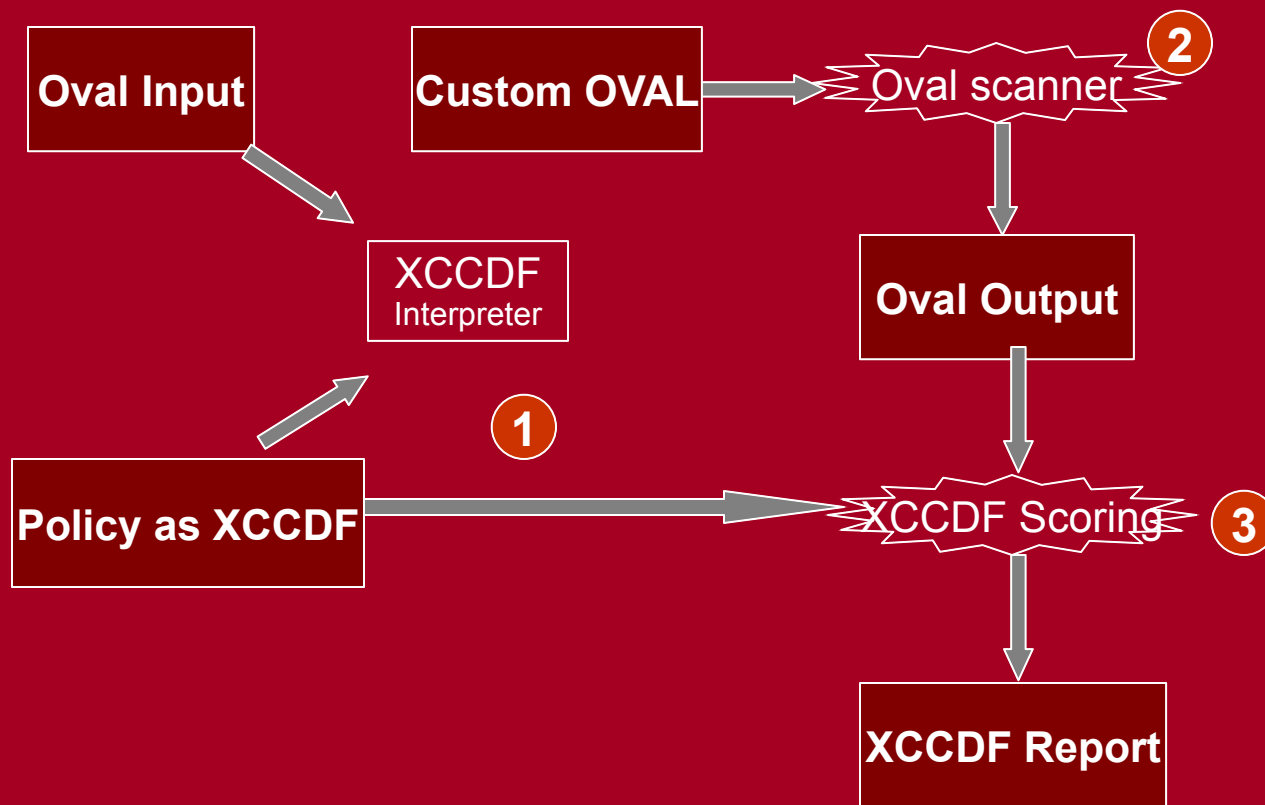 Oval Input
Custom OVAL
Oval scanner
2
XCCDF
Interpreter
Oval Output
1
Policy as XCCDF
XCCDF Scoring
3
XCCDF Report